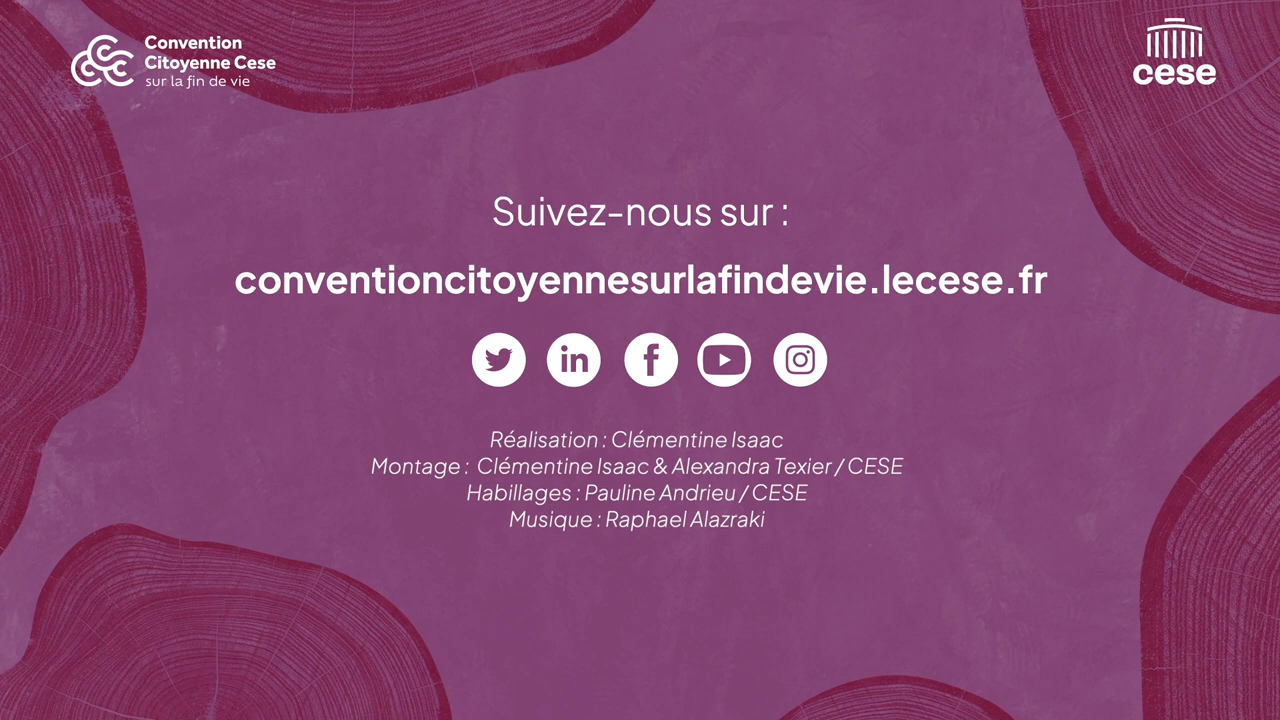 Convention
Citoyenne Cese
sur la fin de vie
cese
Suivez-nous sur :
conventioncitoyennesurlafindevie.lecese.fr
Réalisation : Clémentine Isaac
Montage : Clémentine Isaac & Alexandra Texier / CESE
Habillages : Pauline Andrieu / CESE
Musique : Raphael Alazraki